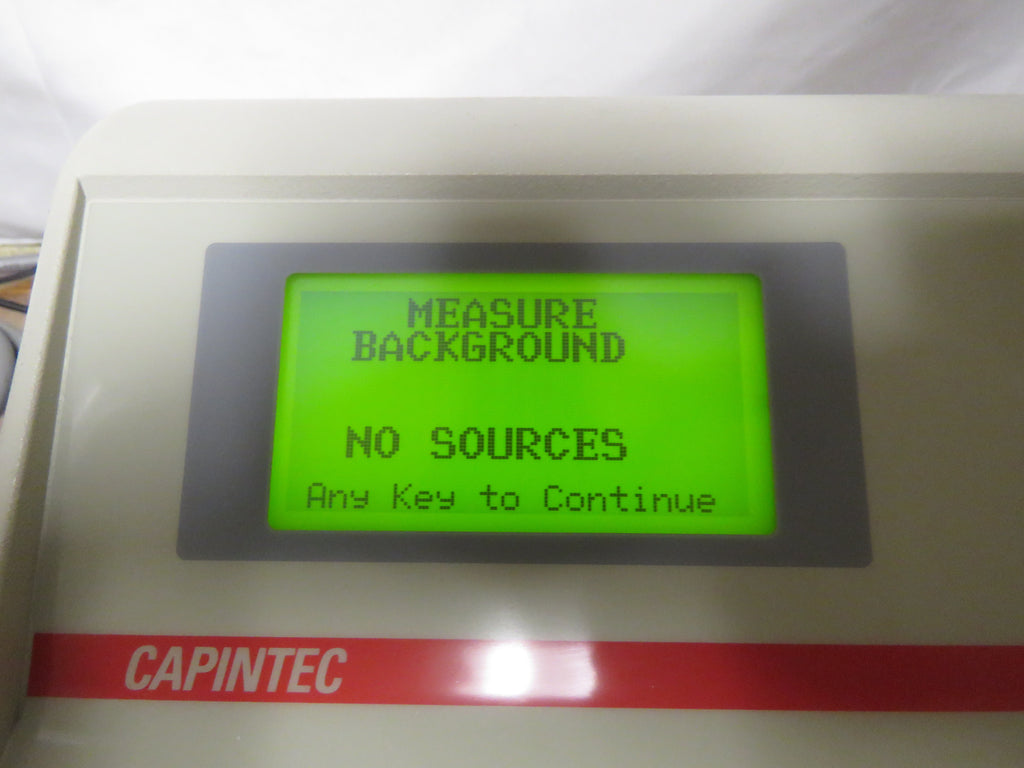 MEASURE
BACKGROUND
NO SOURCES
Any Key to Continue
CAPINTEC